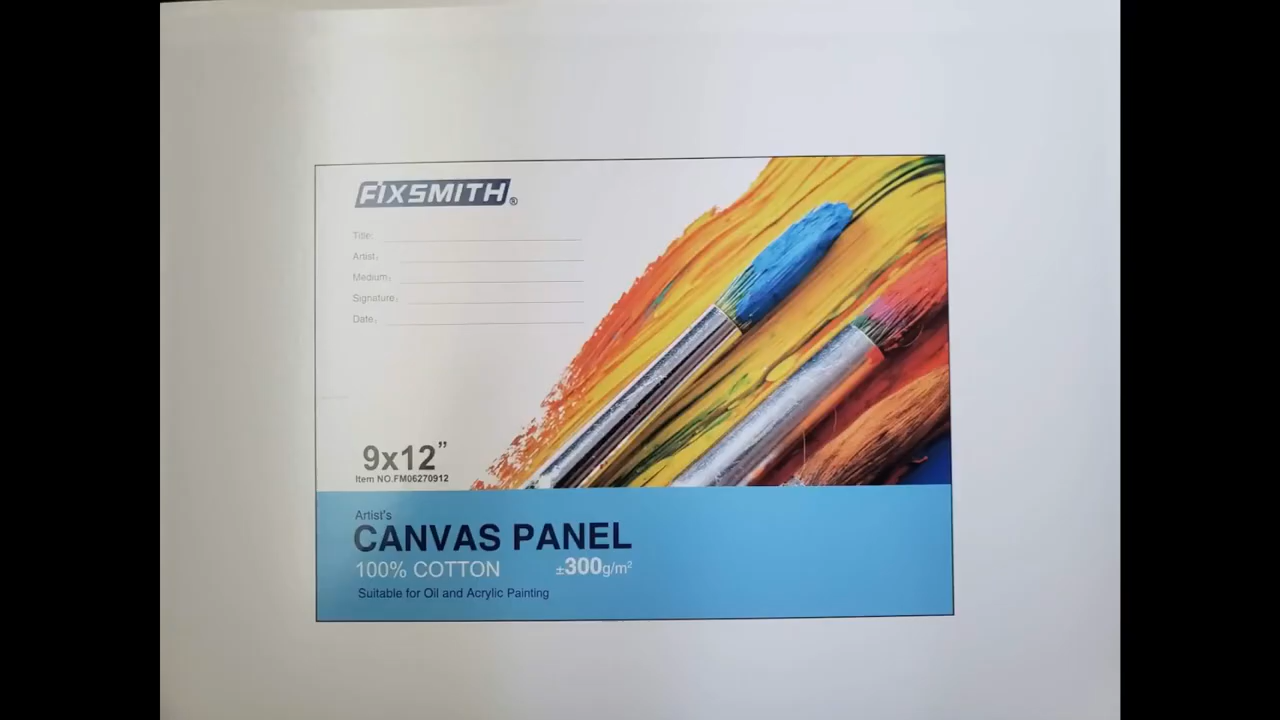 FIXSMITH®
Title:
Artist:
Medium:
Signature:
Date:
9x12”
Item NO.FM06270912
Artist's
CANVAS PANEL
100% COTTON ±300g/m²
Suitable for Oil and Acrylic Painting